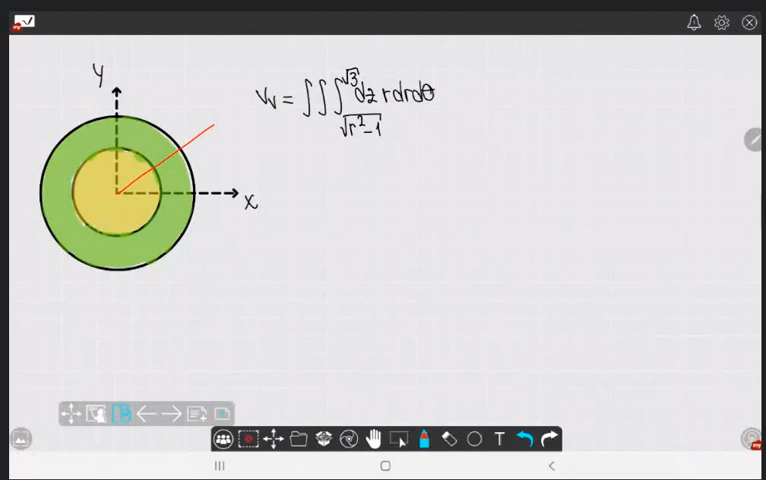 y
V_V = ∫ ∫ ∫_{√(r²-1)}^{√3} dz r dr dθ
x
T